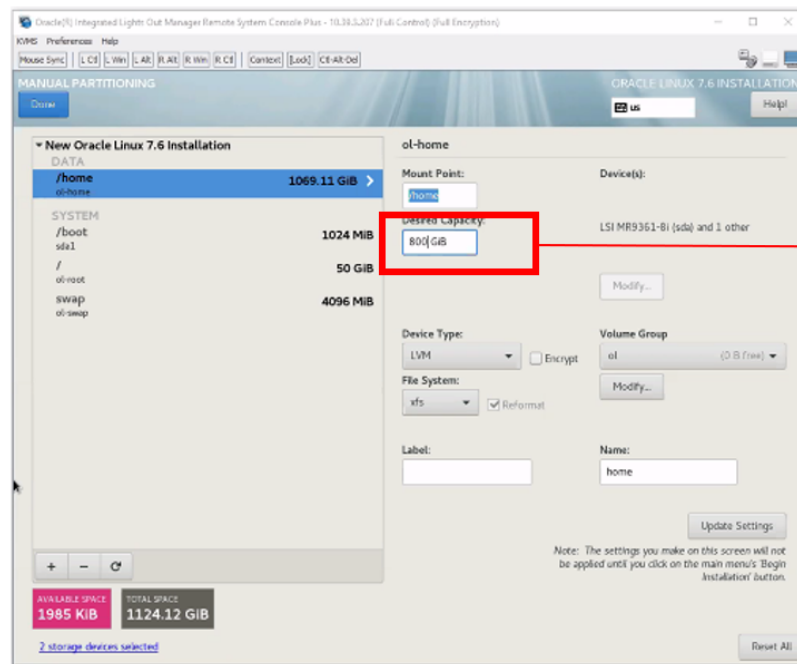 Oracle(R) Integrated Lights Out Manager Remote System Console Plus - 10.39.3.207 (Full Control) (Full Encryption)
KVMS Preferences Help
Mouse Sync L Ctl L Win L Alt R Alt R Win R Ctl Context [Lock] Ctl-Alt-Del
MANUAL PARTITIONING
ORACLE LINUX 7.6 INSTALLATION
Done
us
Help!
New Oracle Linux 7.6 Installation
DATA
/home 1069.11 GiB
ol-home
SYSTEM
/boot 1024 MiB
sda1
/ 50 GiB
ol-root
swap 4096 MiB
ol-swap
ol-home
Mount Point:
/home
Device(s):
Desired Capacity:
800 GiB
LSI MR9361-8i (sda) and 1 other
Modify...
Device Type:
LVM
Encrypt
Volume Group
ol (0 B free)
File System:
xfs
Reformat
Modify...
Label:
Name:
home
Update Settings
Note: The settings you make on this screen will not
be applied until you click on the main menu's 'Begin
Installation' button.
+ -
AVAILABLE SPACE
1985 KiB
TOTAL SPACE
1124.12 GiB
2 storage devices selected
Reset All